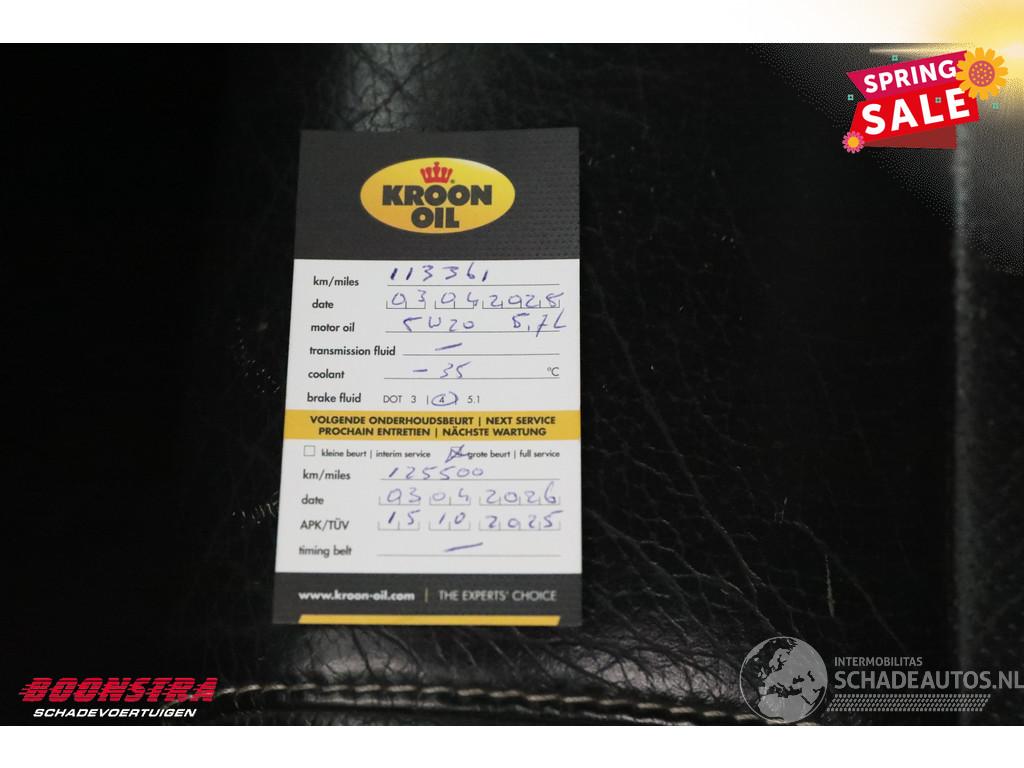 SPRING
SALE
KROON
OIL
km/miles 113361
date 03 04 2025
motor oil 5W20 5,7L
transmission fluid —
coolant -35 °C
brake fluid DOT 3 | 4 | 5.1
VOLGENDE ONDERHOUDSBEURT | NEXT SERVICE
PROCHAIN ENTRETIEN | NÄCHSTE WARTUNG
kleine beurt | interim service grote beurt | full service
km/miles 125500
date 03 04 2026
APK/TÜV 15 10 2025
timing belt —
www.kroon-oil.com | THE EXPERTS' CHOICE
BOONSTRA
SCHADEVOERTUIGEN
INTERMOBILITAS
SCHADEAUTOS.NL